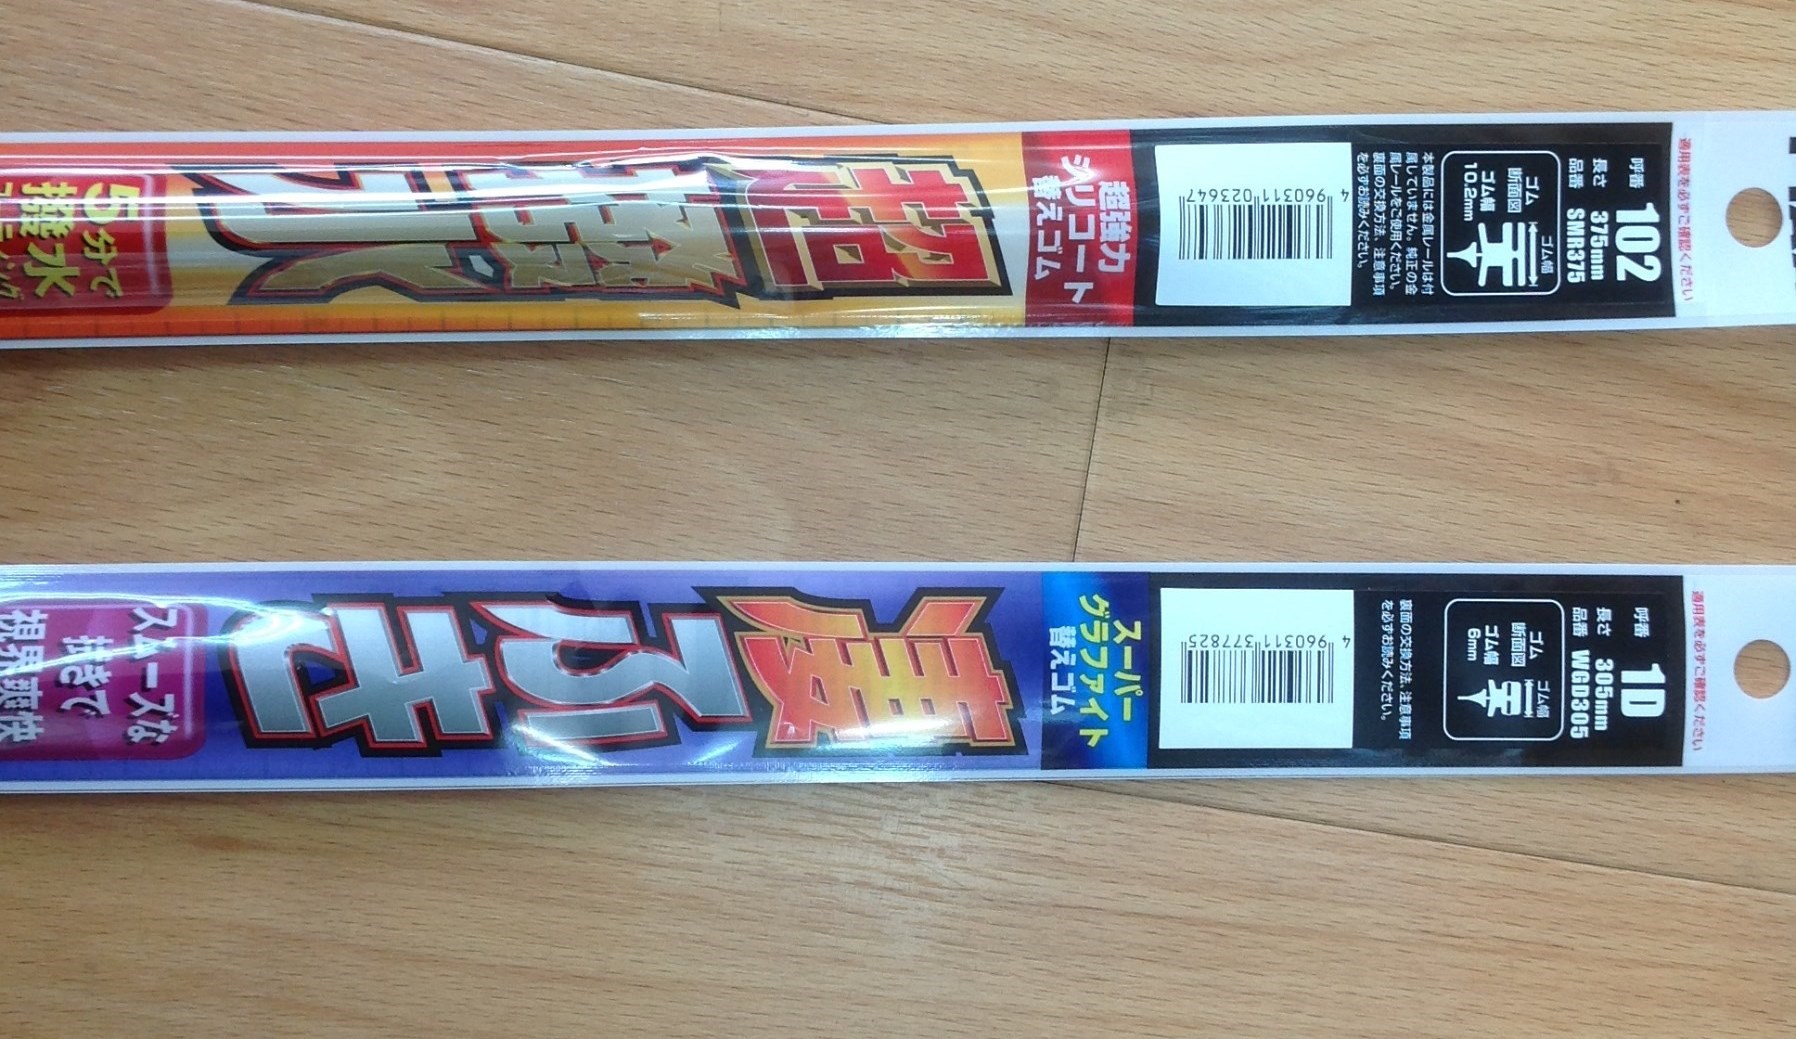 適用表を必ずご確認ください
呼番 102
長さ 375mm
品番 SMR375
ゴム
断面図
ゴム幅
ゴム幅
10.2mm
本製品には金属レールは付
属していません。純正の金
属レールをご使用ください。
裏面の交換方法、注意事項
を必ずお読みください。
4 960311 023647
超強力
シリコート
替えゴム
超撥水
5分で
撥水
適用表を必ずご確認ください
呼番 1D
長さ 305mm
品番 WGD305
ゴム
断面図
ゴム幅
ゴム幅
6mm
裏面の交換方法、注意事項
を必ずお読みください。
4 960311 377825
スーパー
グラファイト
替えゴム
凄ふき
スムーズな
拭きで
視界爽快